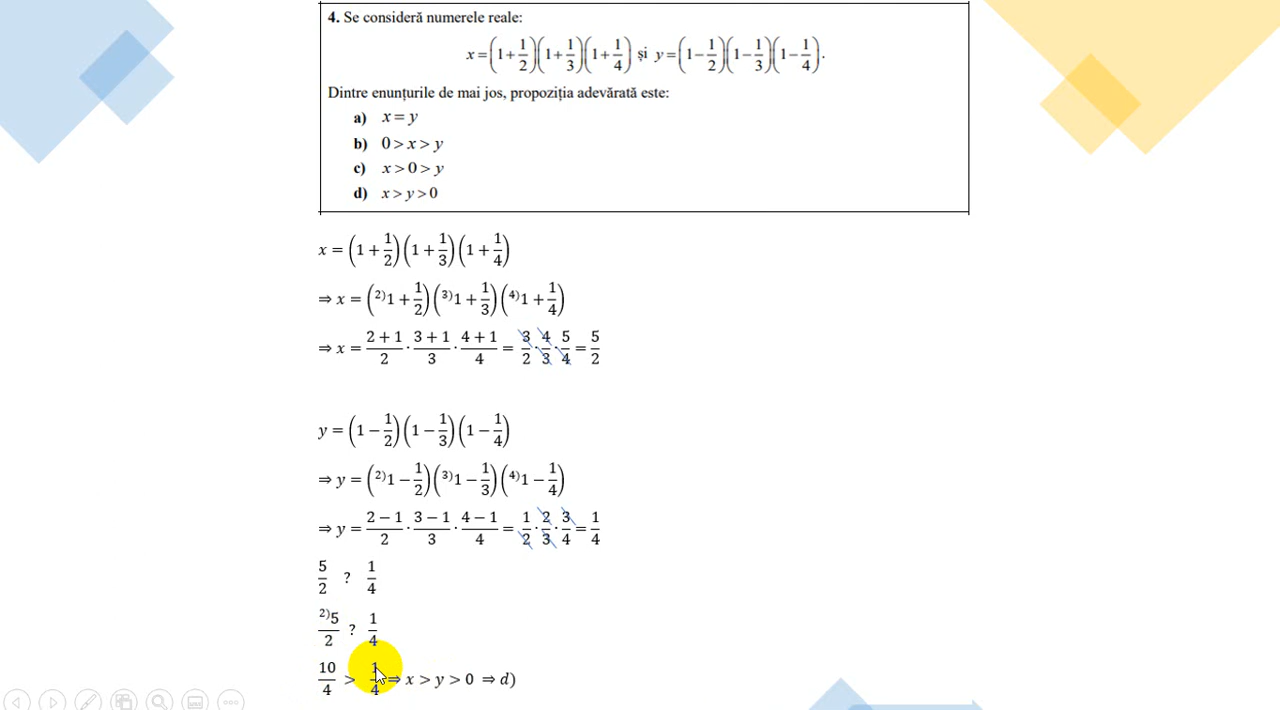 4. Se consideră numerele reale:
x=(1+1/2)(1+1/3)(1+1/4) și y=(1−1/2)(1−1/3)(1−1/4).
Dintre enunțurile de mai jos, propoziția adevărată este:
a) x=y
b) 0>x>y
c) x>0>y
d) x>y>0
x = (1+1/2)(1+1/3)(1+1/4)
⇒ x = (²⁾1+1/2)(³⁾1+1/3)(⁴⁾1+1/4)
⇒ x = (2+1)/2 · (3+1)/3 · (4+1)/4 = 3/2 · 4/3 · 5/4 = 5/2
y = (1−1/2)(1−1/3)(1−1/4)
⇒ y = (²⁾1−1/2)(³⁾1−1/3)(⁴⁾1−1/4)
⇒ y = (2−1)/2 · (3−1)/3 · (4−1)/4 = 1/2 · 2/3 · 3/4 = 1/4
5/2 ? 1/4
²⁾5/2 ? 1/4
10/4 > 1/4 ⇒ x > y > 0 ⇒ d)